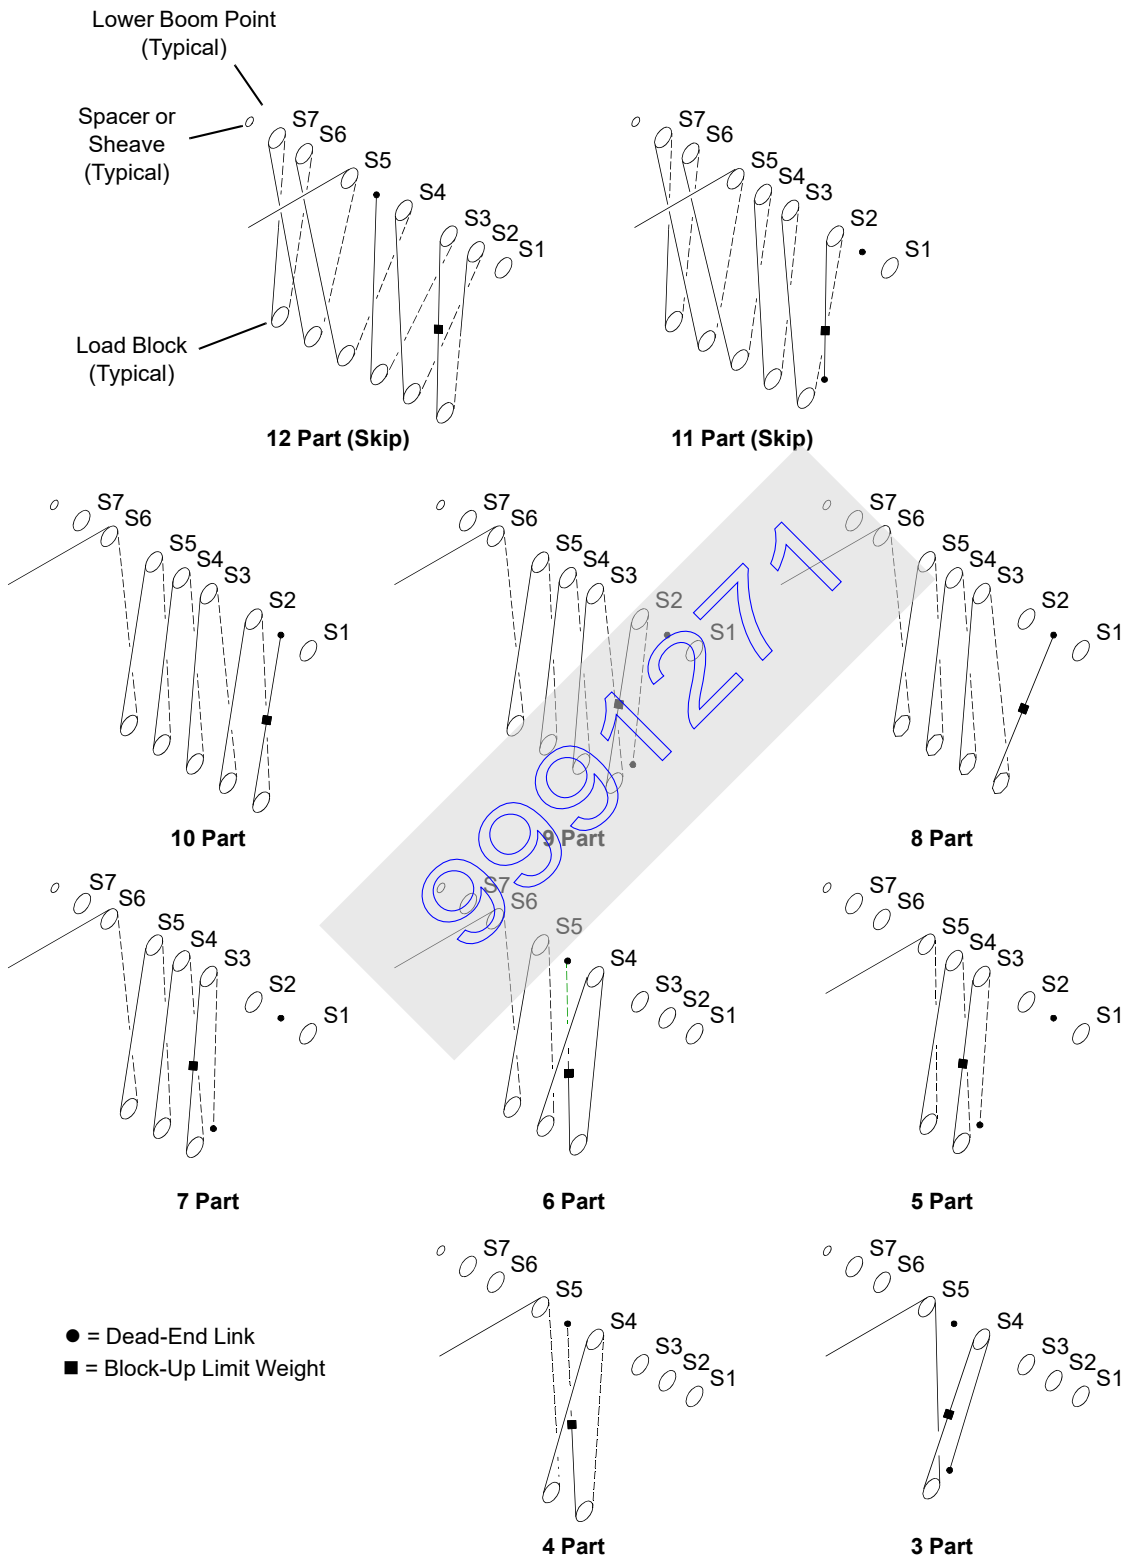 Lower Boom Point
(Typical)
Spacer or
Sheave
(Typical)
S7
S6
S5
S4
S3
S2
S1
Load Block
(Typical)
12 Part (Skip)
S7
S6
S5
S4
S3
S2
S1
11 Part (Skip)
S7
S6
S5
S4
S3
S2
S1
10 Part
S7
S6
S5
S4
S3
S2
S1
9 Part
S7
S6
S5
S4
S3
S2
S1
8 Part
9991271
S7
S6
S5
S4
S3
S2
S1
7 Part
S7
S6
S5
S4
S3
S2
S1
6 Part
S7
S6
S5
S4
S3
S2
S1
5 Part
= Dead-End Link
= Block-Up Limit Weight
S7
S6
S5
S4
S3
S2
S1
4 Part
S7
S6
S5
S4
S3
S2
S1
3 Part